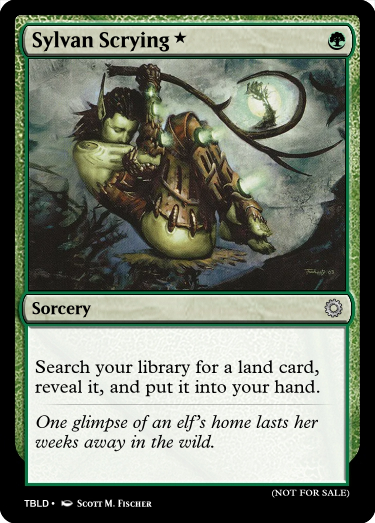 Sylvan Scrying ★
Sorcery
Search your library for a land card,
reveal it, and put it into your hand.
One glimpse of an elf's home lasts her
weeks away in the wild.
(NOT FOR SALE)
TBLD • Scott M. Fischer